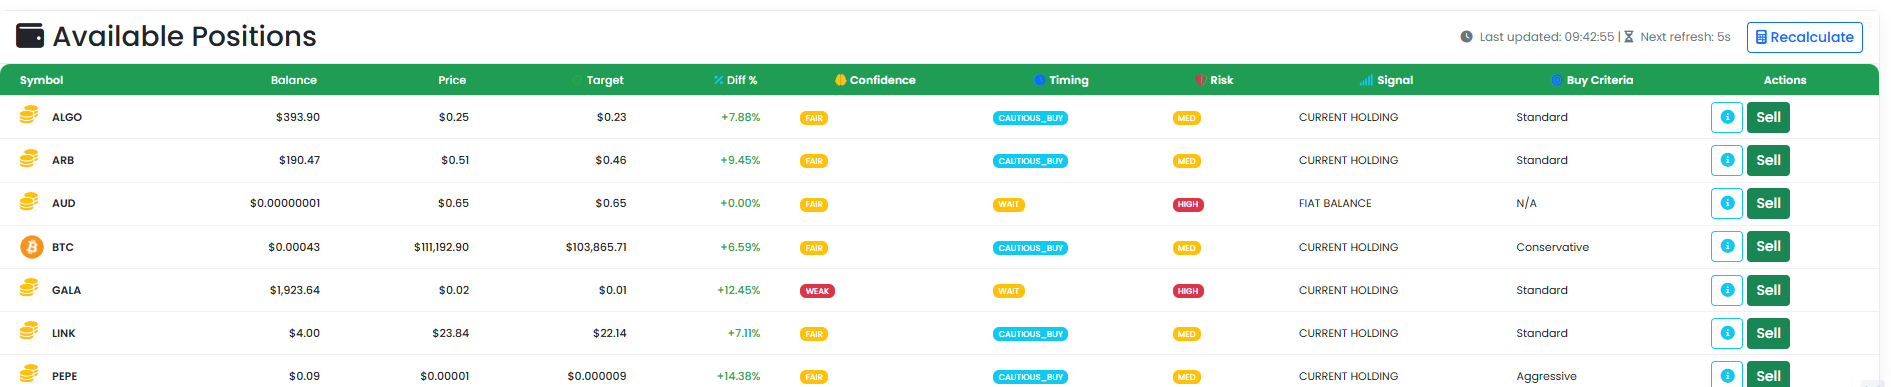 Available Positions
Last updated: 09:42:55 | Next refresh: 5s Recalculate
Symbol Balance Price Target Diff % Confidence Timing Risk Signal Buy Criteria Actions
ALGO $393.90 $0.25 $0.23 +7.88% FAIR CAUTIOUS_BUY MED CURRENT HOLDING Standard Sell
ARB $190.47 $0.51 $0.46 +9.45% FAIR CAUTIOUS_BUY MED CURRENT HOLDING Standard Sell
AUD $0.00000001 $0.65 $0.65 +0.00% FAIR WAIT HIGH FIAT BALANCE N/A Sell
BTC $0.00043 $111,192.90 $103,865.71 +6.59% FAIR CAUTIOUS_BUY MED CURRENT HOLDING Conservative Sell
GALA $1,923.64 $0.02 $0.01 +12.45% WEAK WAIT HIGH CURRENT HOLDING Standard Sell
LINK $4.00 $23.84 $22.14 +7.11% FAIR CAUTIOUS_BUY MED CURRENT HOLDING Standard Sell
PEPE $0.09 $0.00001 $0.000009 +14.38% FAIR CAUTIOUS_BUY MED CURRENT HOLDING Aggressive Sell